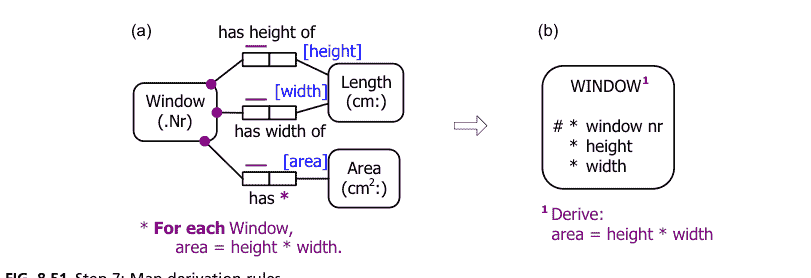 (a)
has height of
[height]
Window
(.Nr)
[width]
Length
(cm:)
has width of
[area]
Area
(cm²:)
has *
* For each Window,
area = height * width.
(b)
WINDOW¹
# * window nr
* height
* width
¹ Derive:
area = height * width
FIG. 8.51 Step 7: Map derivation rules